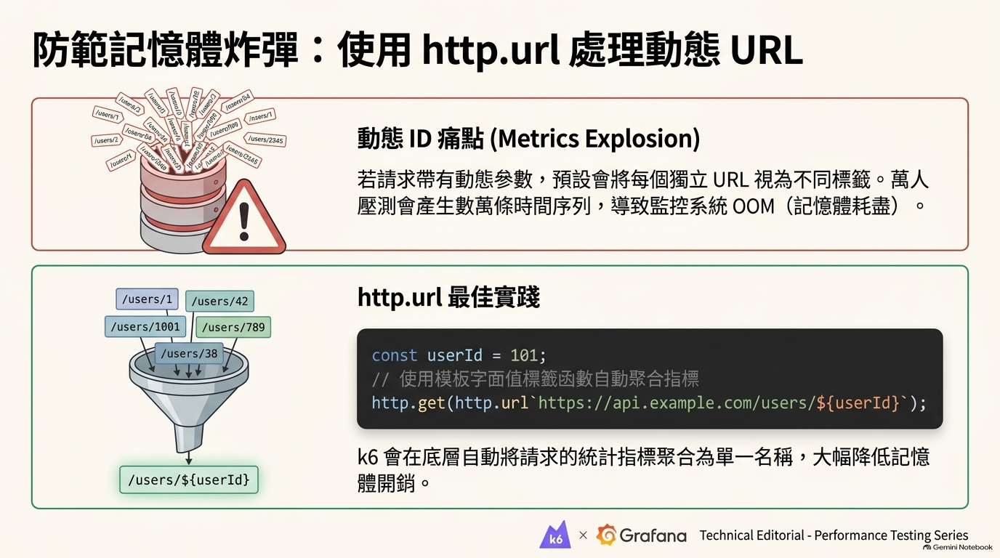 防範記憶體炸彈：使用 http.url 處理動態 URL
/users/1
/users/2
/users/2345
動態 ID 痛點 (Metrics Explosion)
若請求帶有動態參數，預設會將每個獨立 URL 視為不同標籤。萬人
壓測會產生數萬條時間序列，導致監控系統 OOM（記憶體耗盡）。
/users/1
/users/42
/users/1001
/users/789
/users/38
/users/${userId}
http.url 最佳實踐
const userId = 101;
// 使用模板字面值標籤函數自動聚合指標
http.get(http.url`https://api.example.com/users/${userId}`);
k6 會在底層自動將請求的統計指標聚合為單一名稱，大幅降低記憶
體開銷。
k6 × Grafana Technical Editorial - Performance Testing Series
Gemini Notebook